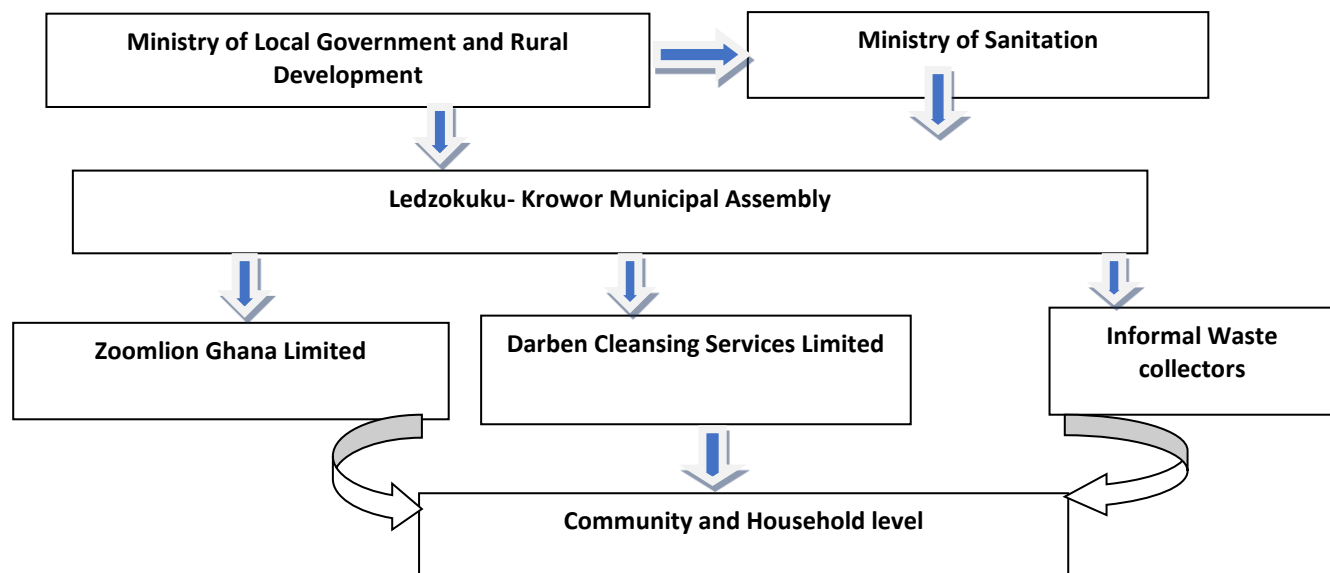 Ministry of Local Government and Rural
Development
Ministry of Sanitation
Ledzokuku- Krowor Municipal Assembly
Zoomlion Ghana Limited
Darben Cleansing Services Limited
Informal Waste
collectors
Community and Household level